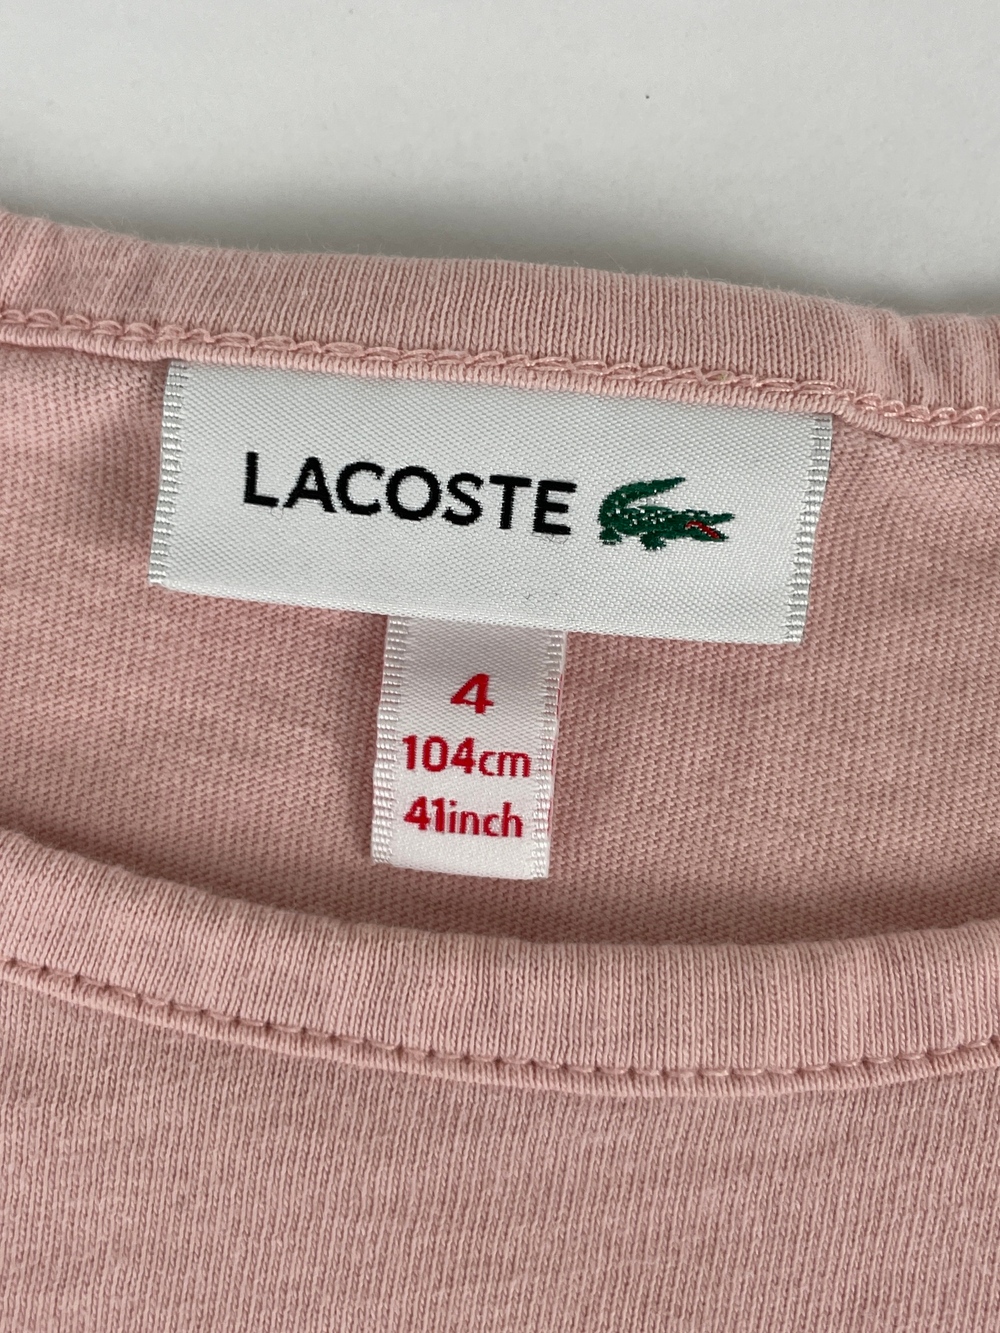 LACOSTE
4
104cm
41inch